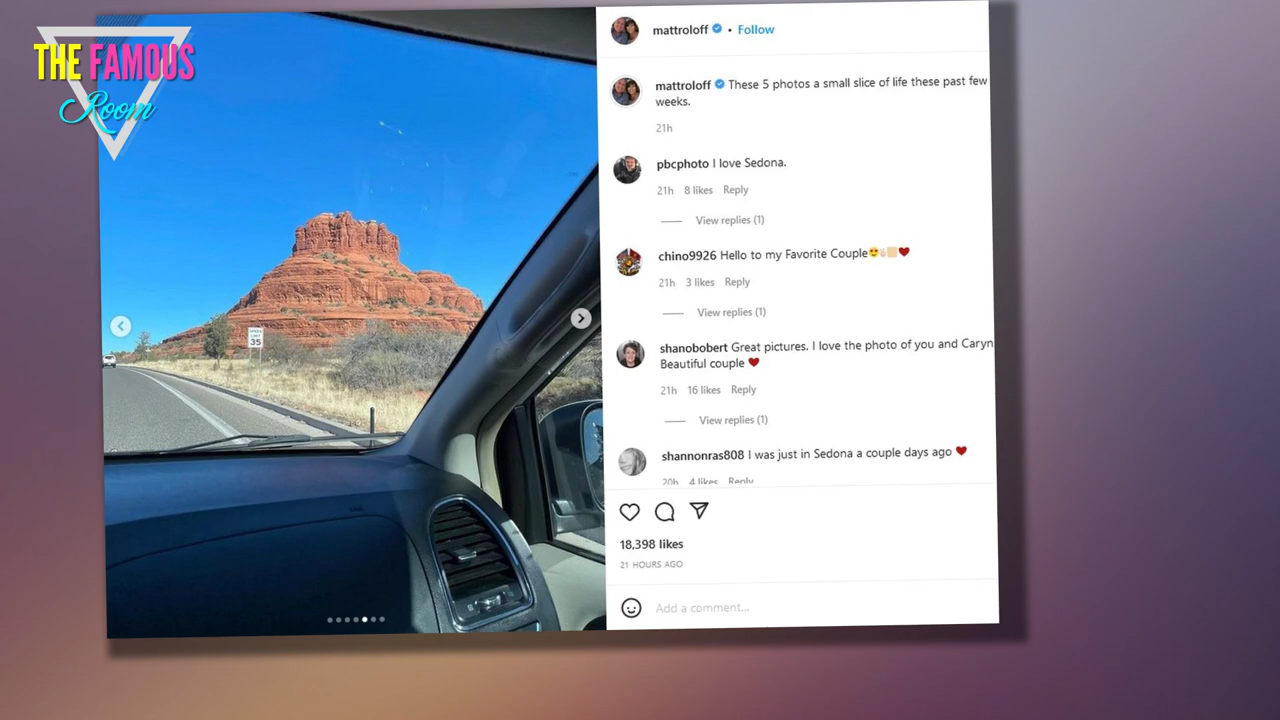 THE FAMOUS
Room
SPEED
LIMIT
35
mattroloff • Follow
mattroloff These 5 photos a small slice of life these past few
weeks.
21h
pbcphoto I love Sedona.
21h 8 likes Reply
View replies (1)
chino9926 Hello to my Favorite Couple
21h 3 likes Reply
View replies (1)
shanobobert Great pictures. I love the photo of you and Caryn
Beautiful couple ❤
21h 16 likes Reply
View replies (1)
shannonras808 I was just in Sedona a couple days ago ❤
20h 4 likes Reply
18,398 likes
21 HOURS AGO
Add a comment...